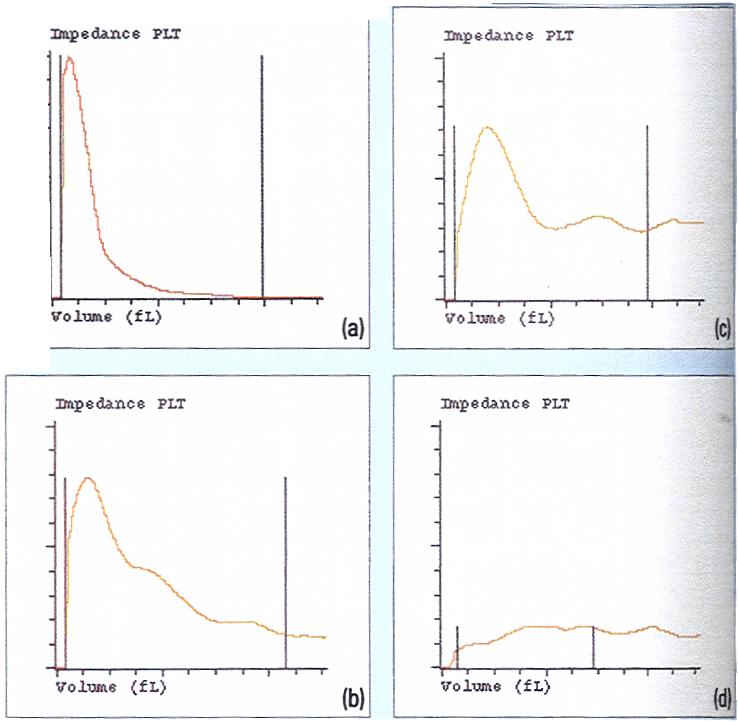 Impedance PLT
Volume (fL)
(a)
Impedance PLT
Volume (fL)
(c)
Impedance PLT
Volume (fL)
(b)
Impedance PLT
Volume (fL)
(d)